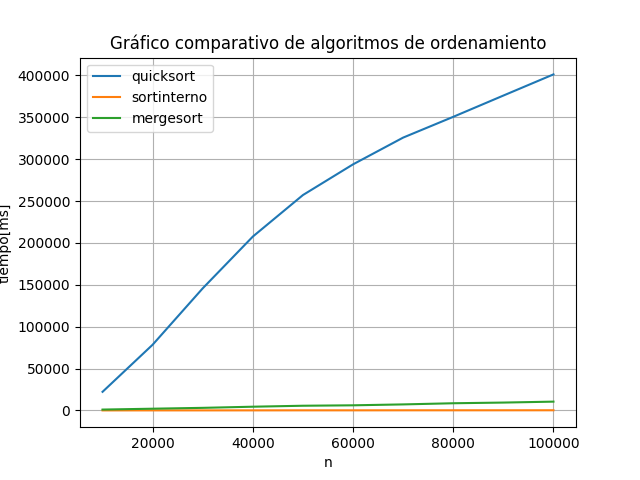 Gráfico comparativo de algoritmos de ordenamiento
quicksort
sortinterno
mergesort
400000
350000
300000
250000
200000
150000
100000
50000
0
tiempo[ms]
20000 40000 60000 80000 100000
n